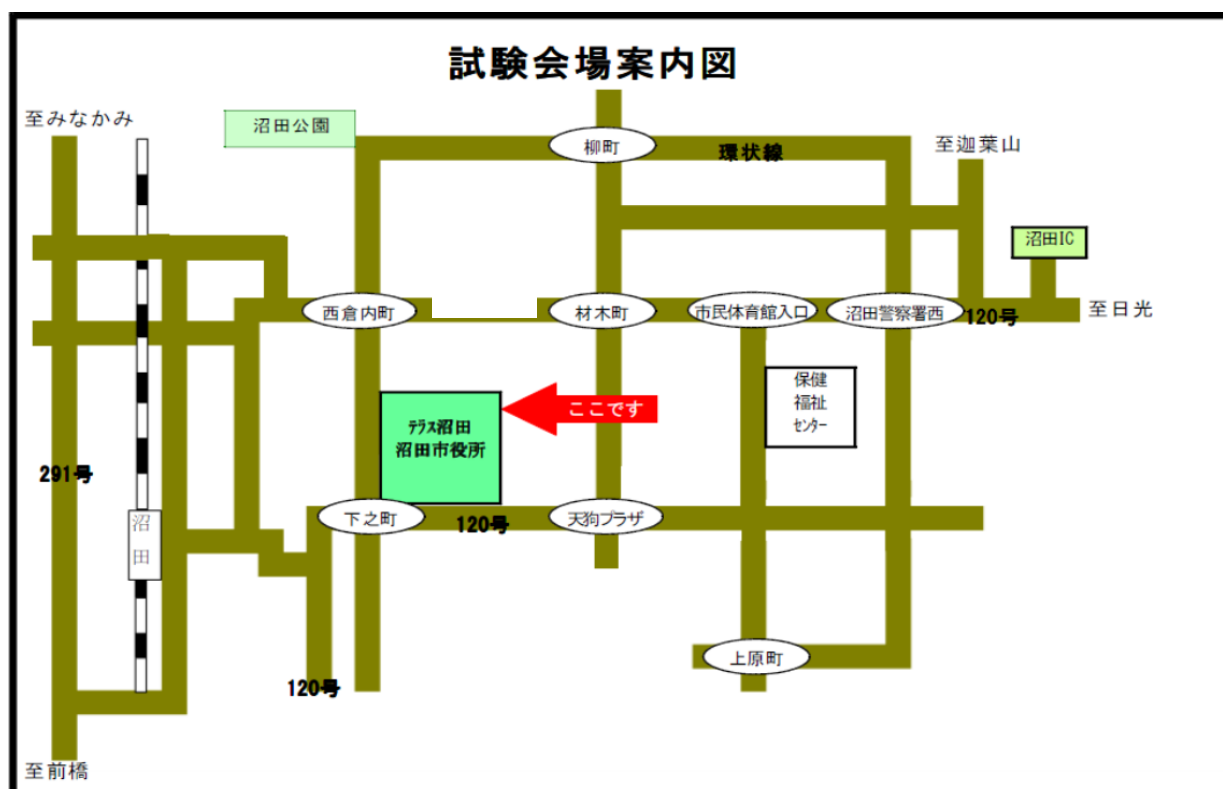 試験会場案内図
至みなかみ
沼田公園
柳町
環状線
至迦葉山
沼田IC
西倉内町
材木町
市民体育館入口
沼田警察署西
120号
至日光
ここです
テラス沼田
沼田市役所
保健
福祉
センター
291号
沼
田
下之町
120号
天狗プラザ
上原町
120号
至前橋